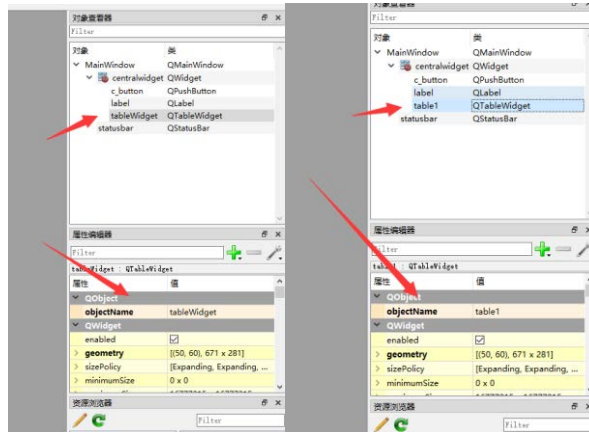 对象查看器
Filter
对象 类
MainWindow QMainWindow
centralwidget QWidget
c_button QPushButton
label QLabel
tableWidget QTableWidget
statusbar QStatusBar
属性编辑器
Filter
tableWidget : QTableWidget
属性 值
QObject
objectName tableWidget
QWidget
enabled
geometry [(50, 60), 671 x 281]
sizePolicy [Expanding, Expanding, ...
minimumSize 0 x 0
资源浏览器
Filter
对象查看器
Filter
对象 类
MainWindow QMainWindow
centralwidget QWidget
c_button QPushButton
label QLabel
table1 QTableWidget
statusbar QStatusBar
属性编辑器
Filter
table1 : QTableWidget
属性 值
QObject
objectName table1
QWidget
enabled
geometry [(50, 60), 671 x 281]
sizePolicy [Expanding, Expanding, ...
minimumSize 0 x 0
资源浏览器
Filter